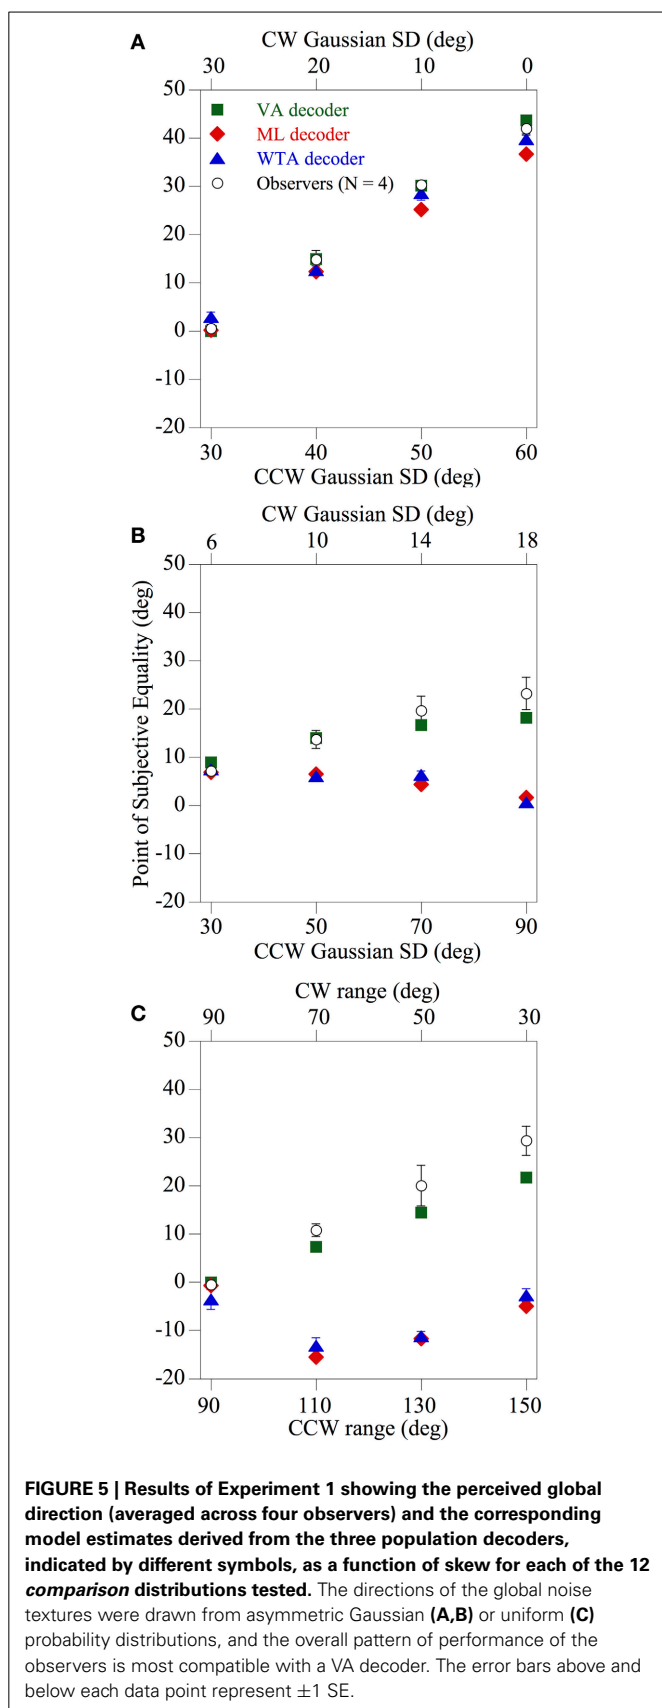 A
CW Gaussian SD (deg)
30 20 10 0
50
VA decoder
ML decoder
40
WTA decoder
Observers (N = 4)
30
20
10
0
-10
-20
30 40 50 60
CCW Gaussian SD (deg)
CW Gaussian SD (deg)
B
6 10 14 18
50
40
30
20
10
0
-10
-20
Point of Subjective Equality (deg)
30 50 70 90
CCW Gaussian SD (deg)
CW range (deg)
C
90 70 50 30
50
40
30
20
10
0
-10
-20
90 110 130 150
CCW range (deg)
FIGURE 5 | Results of Experiment 1 showing the perceived global
direction (averaged across four observers) and the corresponding
model estimates derived from the three population decoders,
indicated by different symbols, as a function of skew for each of the 12
comparison distributions tested. The directions of the global noise
textures were drawn from asymmetric Gaussian (A,B) or uniform (C)
probability distributions, and the overall pattern of performance of the
observers is most compatible with a VA decoder. The error bars above and
below each data point represent ±1 SE.